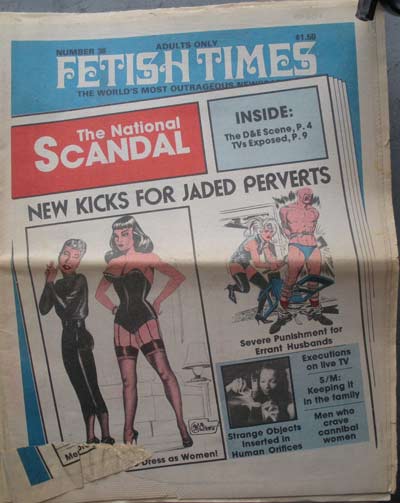 NUMBER 36
ADULTS ONLY
$1.50
FETISH TIMES
THE WORLD'S MOST OUTRAGEOUS
The National
SCANDAL
INSIDE:
The D&E Scene, P. 4
TVs Exposed, P. 9
NEW KICKS FOR JADED PERVERTS
Severe Punishment for
Errant Husbands
Dress as Women!
Strange Objects
Inserted in
Human Orifices
Executions
on live TV
S/M:
Keeping it
in the family
Men who
crave
cannibal
women